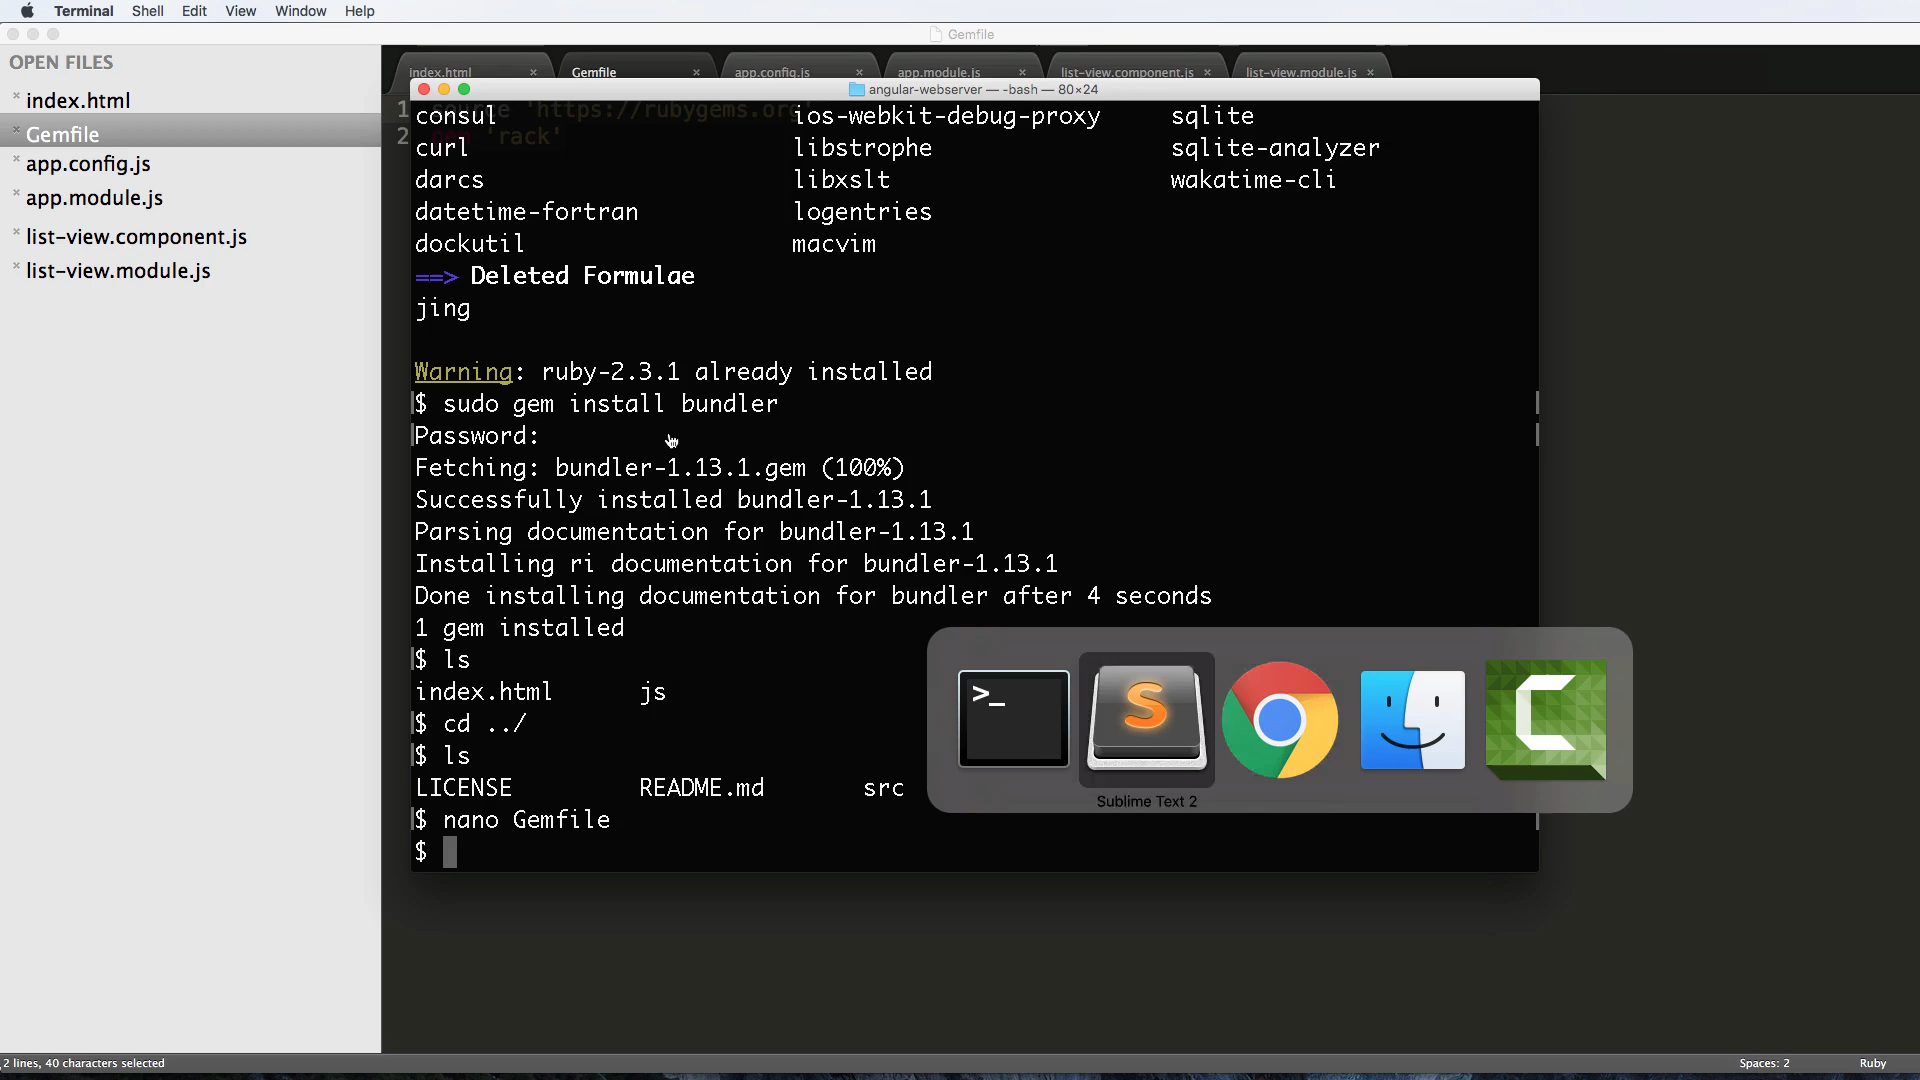 Terminal Shell Edit View Window Help
Gemfile
OPEN FILES
index.html
Gemfile
app.config.js
app.module.js
list-view.component.js
list-view.module.js
index.html × Gemfile × app.config.js × app.module.js × list-view.component.js × list-view.module.js ×
angular-webserver — -bash — 80×24
1 source 'https://rubygems.org'
2 'rack'
consul ios-webkit-debug-proxy sqlite
curl libstrophe sqlite-analyzer
darcs libxslt wakatime-cli
datetime-fortran logentries
dockutil macvim
==> Deleted Formulae
jing
Warning: ruby-2.3.1 already installed
$ sudo gem install bundler
Password:
Fetching: bundler-1.13.1.gem (100%)
Successfully installed bundler-1.13.1
Parsing documentation for bundler-1.13.1
Installing ri documentation for bundler-1.13.1
Done installing documentation for bundler after 4 seconds
1 gem installed
$ ls
index.html js
$ cd ../
$ ls
LICENSE README.md src
$ nano Gemfile
$
>_
S
C
Sublime Text 2
2 lines, 40 characters selected
Spaces: 2 Ruby